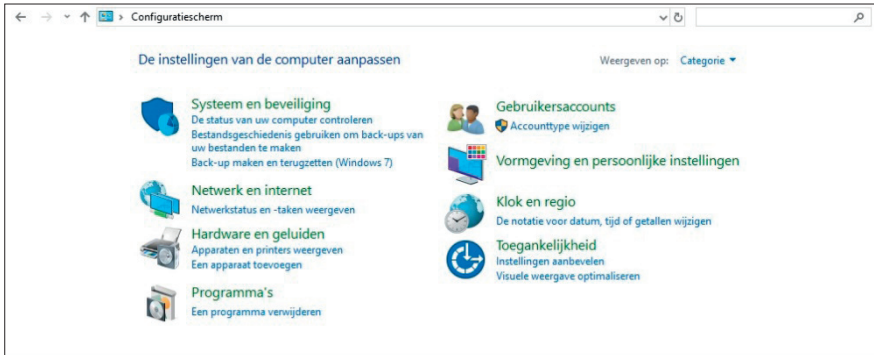 Configuratiescherm
De instellingen van de computer aanpassen
Weergeven op: Categorie
Systeem en beveiliging
De status van uw computer controleren
Bestandsgeschiedenis gebruiken om back-ups van
uw bestanden te maken
Back-up maken en terugzetten (Windows 7)
Netwerk en internet
Netwerkstatus en -taken weergeven
Hardware en geluiden
Apparaten en printers weergeven
Een apparaat toevoegen
Programma's
Een programma verwijderen
Gebruikersaccounts
Accounttype wijzigen
Vormgeving en persoonlijke instellingen
Klok en regio
De notatie voor datum, tijd of getallen wijzigen
Toegankelijkheid
Instellingen aanbevelen
Visuele weergave optimaliseren